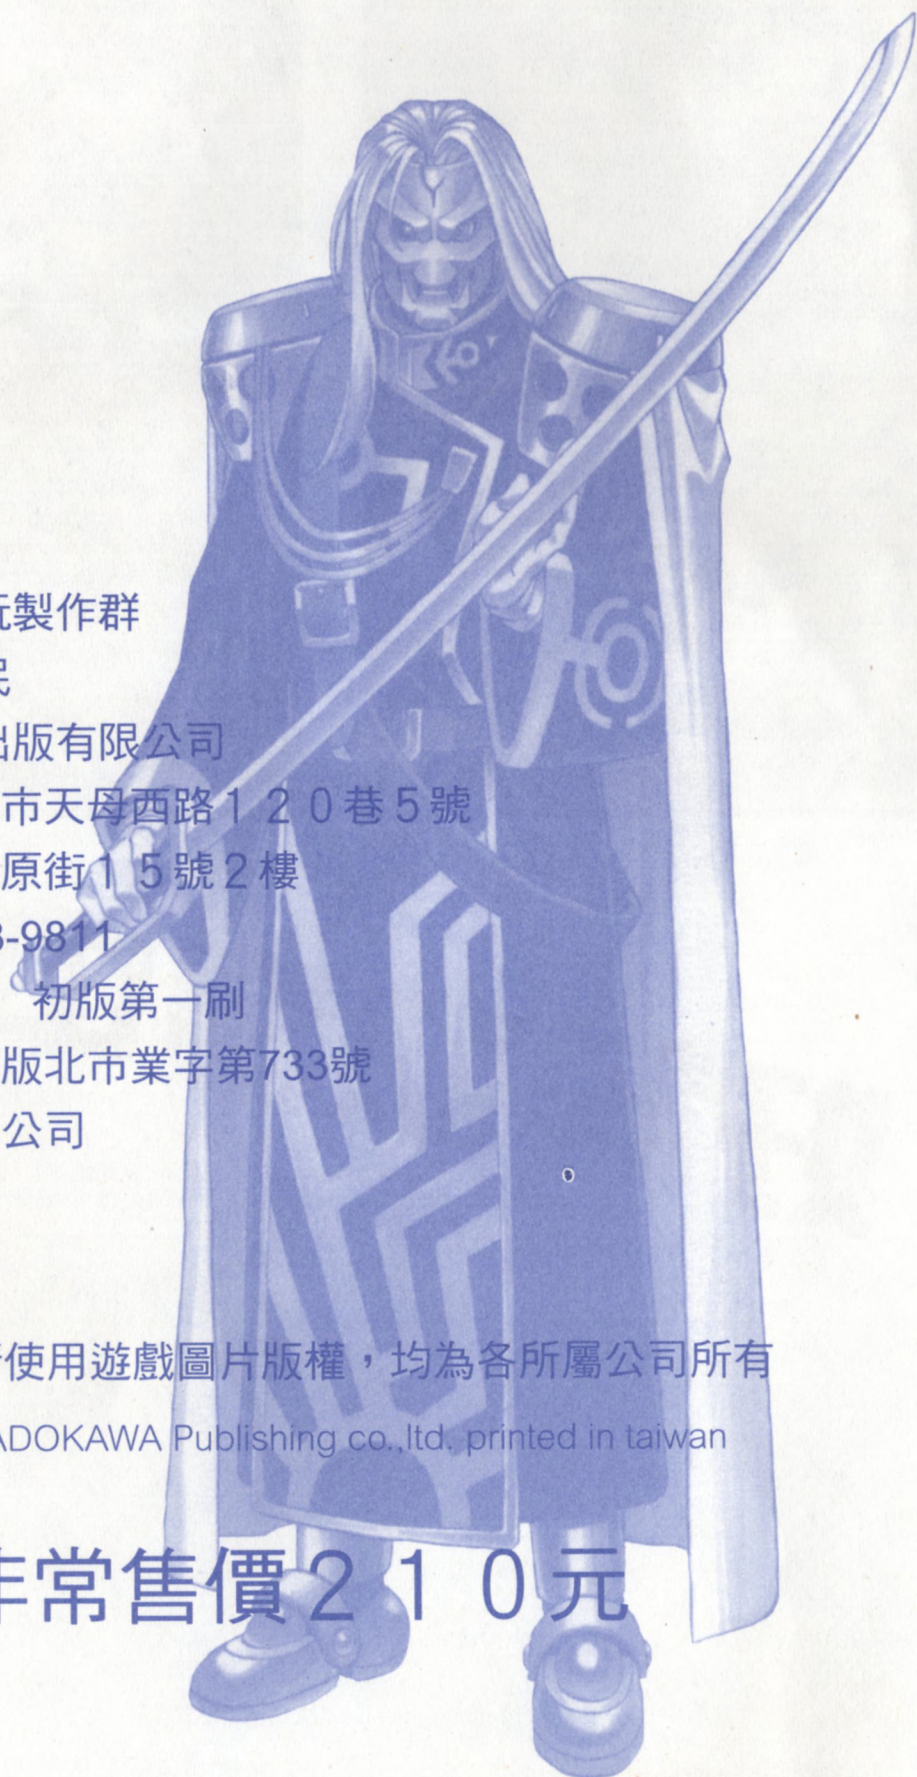 製作群
出版有限公司
市天母西路１２０巷５號
原街１５號２樓
-9811
初版第一刷
版北市業字第733號
公司
使用遊戲圖片版權，均為各所屬公司所有
ADOKAWA Publishing co.,ltd. printed in taiwan
非常售價２１０元